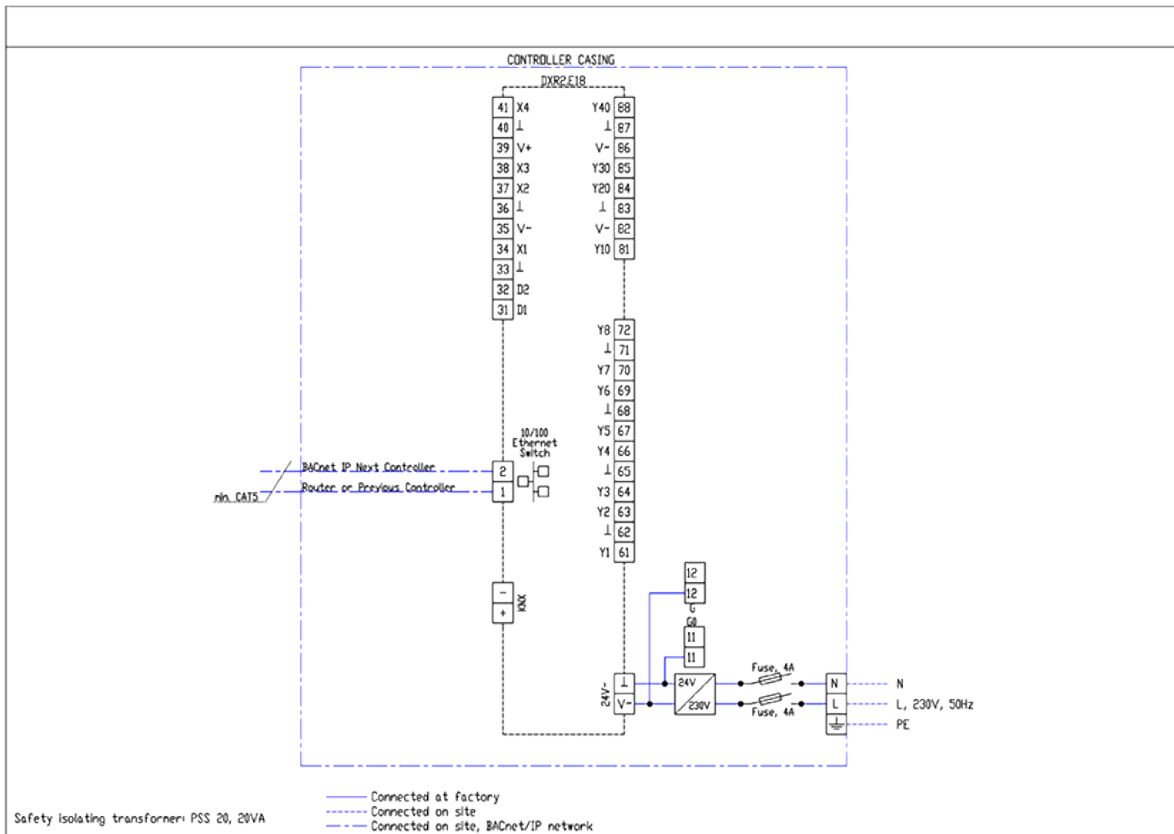 CONTROLLER CASING
DXR2.E18
41 X4
40 ⊥
39 V+
38 X3
37 X2
36 ⊥
35 V~
34 X1
33 ⊥
32 D2
31 D1
Y40 88
⊥ 87
V~ 86
Y30 85
Y20 84
⊥ 83
V~ 82
Y10 81
Y8 72
⊥ 71
Y7 70
Y6 69
⊥ 68
Y5 67
Y4 66
⊥ 65
Y3 64
Y2 63
⊥ 62
Y1 61
10/100
Ethernet
Switch
BACnet IP Next Controller
2
Router or Previous Controller
1
min. CAT5
-
+
KNX
12
12
G
G0
11
11
24V~
⊥
V~
24V
230V
Fuse, 4A
Fuse, 4A
N
L
N
L, 230V, 50Hz
PE
Connected at factory
Connected on site
Connected on site, BACnet/IP network
Safety isolating transformer: PSS 20, 20VA